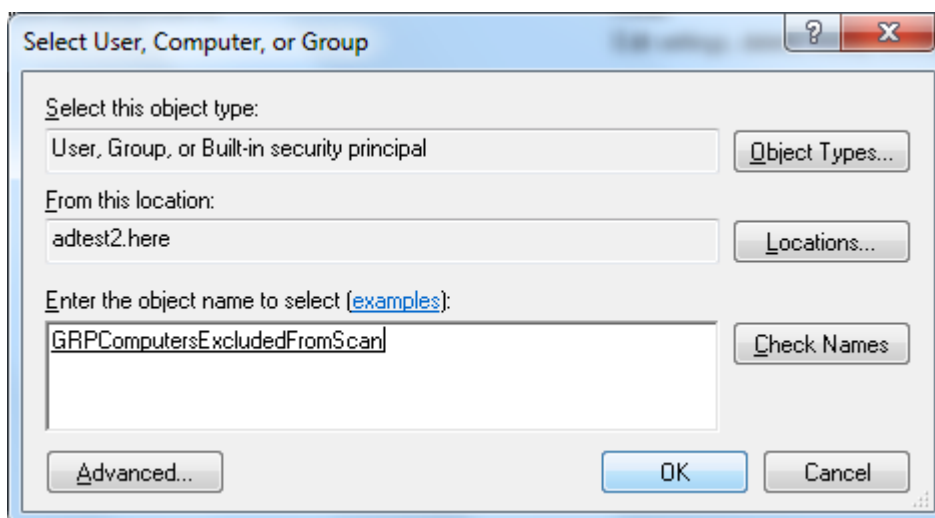 Select User, Computer, or Group
Select this object type:
User, Group, or Built-in security principal
Object Types...
From this location:
adtest2.here
Locations...
Enter the object name to select (examples):
GRPComputersExcludedFromScan
Check Names
Advanced...
OK
Cancel